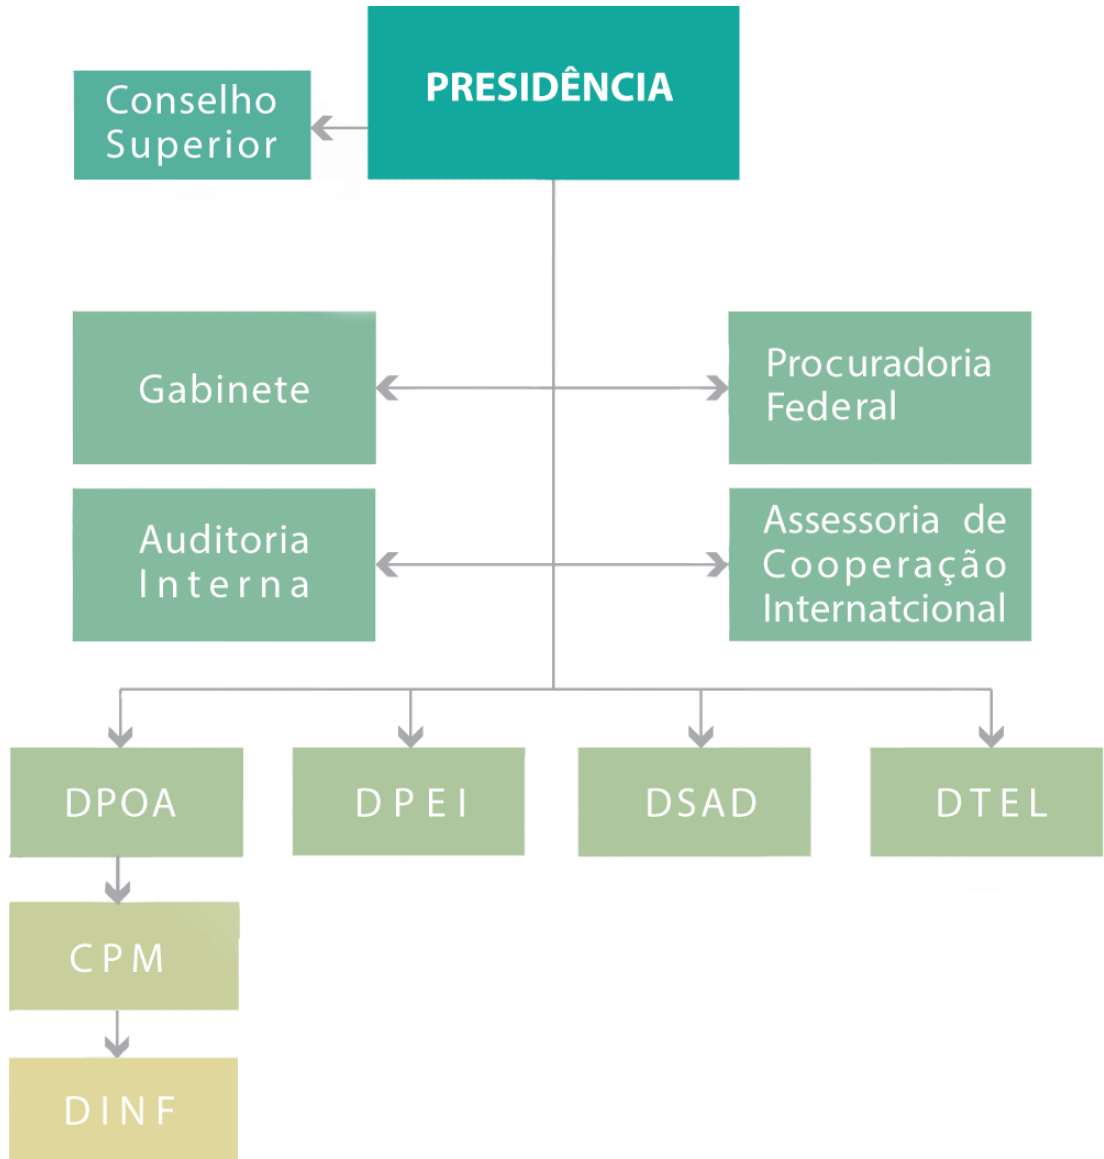 PRESIDÊNCIA
Conselho
Superior
Gabinete
Procuradoria
Federal
Auditoria
Interna
Assessoria de
Cooperação
Internatcional
DPOA
DPEI
DSAD
DTEL
CPM
DINF